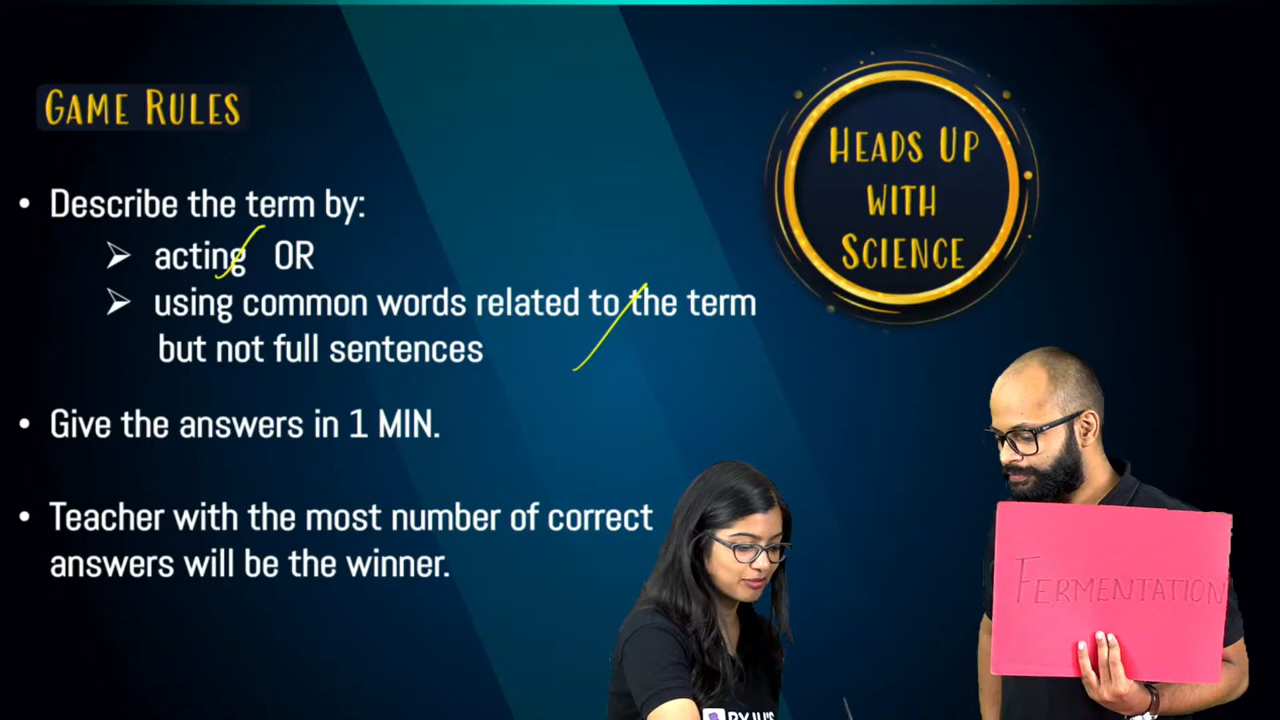 GAME RULES
HEADS UP
WITH
SCIENCE
• Describe the term by:
➢ acting OR
➢ using common words related to the term
but not full sentences
• Give the answers in 1 MIN.
• Teacher with the most number of correct
answers will be the winner.
FERMENTATION
BYJU'S